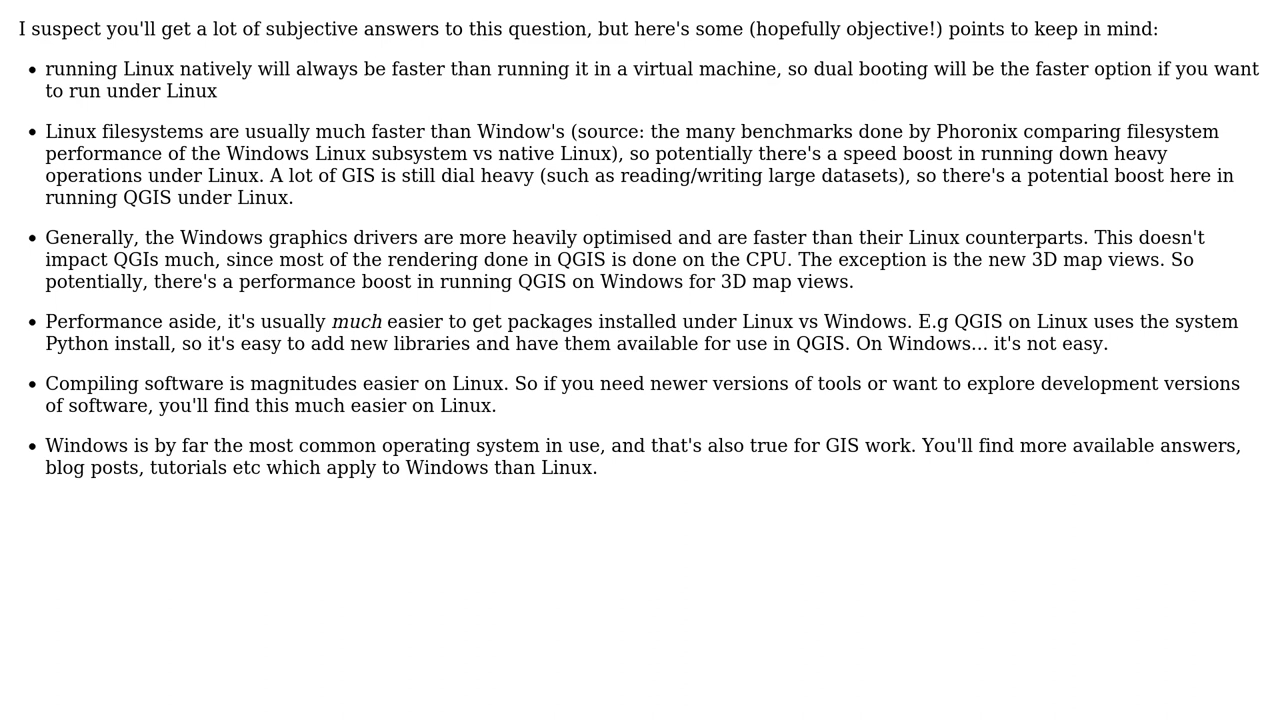 I suspect you'll get a lot of subjective answers to this question, but here's some (hopefully objective!) points to keep in mind:
• running Linux natively will always be faster than running it in a virtual machine, so dual booting will be the faster option if you want
to run under Linux
• Linux filesystems are usually much faster than Window's (source: the many benchmarks done by Phoronix comparing filesystem
performance of the Windows Linux subsystem vs native Linux), so potentially there's a speed boost in running down heavy
operations under Linux. A lot of GIS is still dial heavy (such as reading/writing large datasets), so there's a potential boost here in
running QGIS under Linux.
• Generally, the Windows graphics drivers are more heavily optimised and are faster than their Linux counterparts. This doesn't
impact QGIs much, since most of the rendering done in QGIS is done on the CPU. The exception is the new 3D map views. So
potentially, there's a performance boost in running QGIS on Windows for 3D map views.
• Performance aside, it's usually much easier to get packages installed under Linux vs Windows. E.g QGIS on Linux uses the system
Python install, so it's easy to add new libraries and have them available for use in QGIS. On Windows... it's not easy.
• Compiling software is magnitudes easier on Linux. So if you need newer versions of tools or want to explore development versions
of software, you'll find this much easier on Linux.
• Windows is by far the most common operating system in use, and that's also true for GIS work. You'll find more available answers,
blog posts, tutorials etc which apply to Windows than Linux.